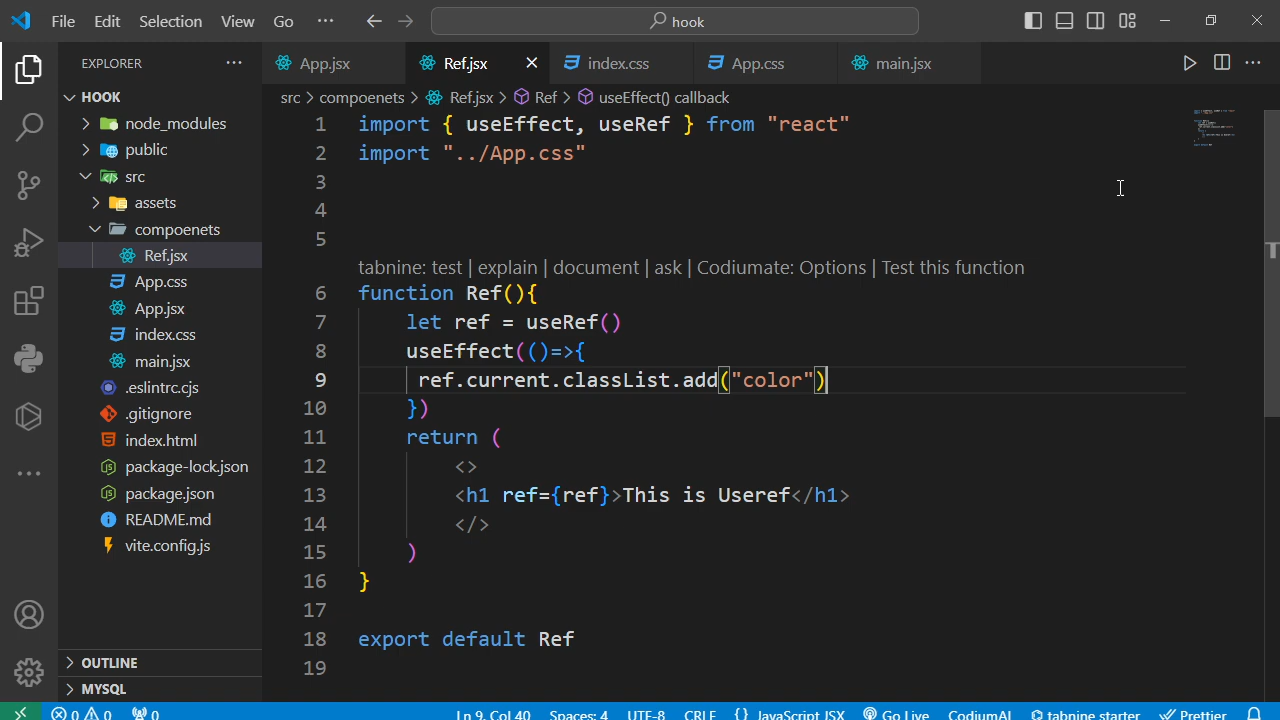 File Edit Selection View Go ··· hook
EXPLORER ···
HOOK
node_modules
public
src
assets
compoenets
Ref.jsx
App.css
App.jsx
index.css
main.jsx
.eslintrc.cjs
.gitignore
index.html
package-lock.json
package.json
README.md
vite.config.js
OUTLINE
MYSQL
App.jsx Ref.jsx index.css App.css main.jsx
src > compoenets > Ref.jsx > Ref > useEffect() callback
1 import { useEffect, useRef } from "react"
2 import "../App.css"
3
4
5
tabnine: test | explain | document | ask | Codiumate: Options | Test this function
6 function Ref(){
7 let ref = useRef()
8 useEffect(()=>{
9 ref.current.classList.add("color")
10 })
11 return (
12 <>
13 <h1 ref={ref}>This is Useref</h1>
14 </>
15 )
16 }
17
18 export default Ref
19
0 0 0 Ln 9, Col 40 Spaces: 4 UTF-8 CRLF {} JavaScript JSX Go Live CodiumAI tabnine starter Prettier